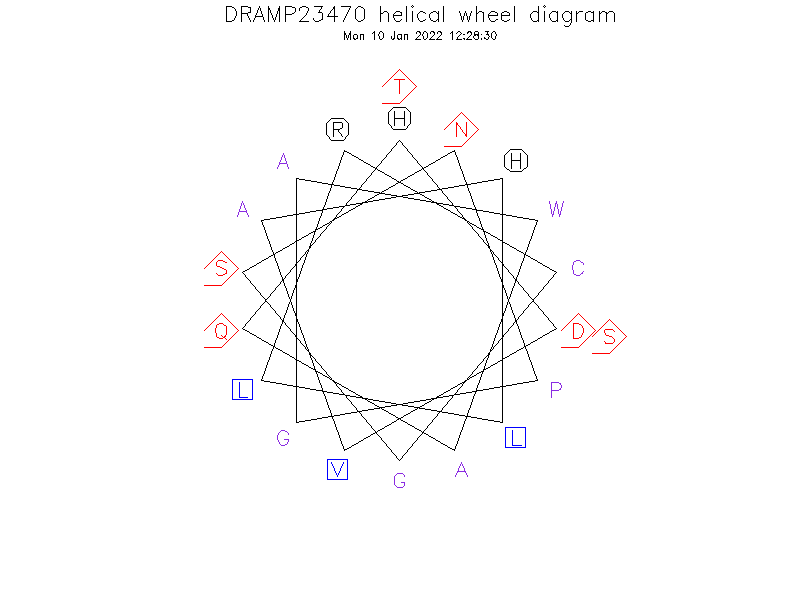 DRAMP23470 helical wheel diagram
Mon 10 Jan 2022 12:28:30
T
H
R
N
H
A
A
W
S
C
Q
D
S
L
P
G
L
V
A
G